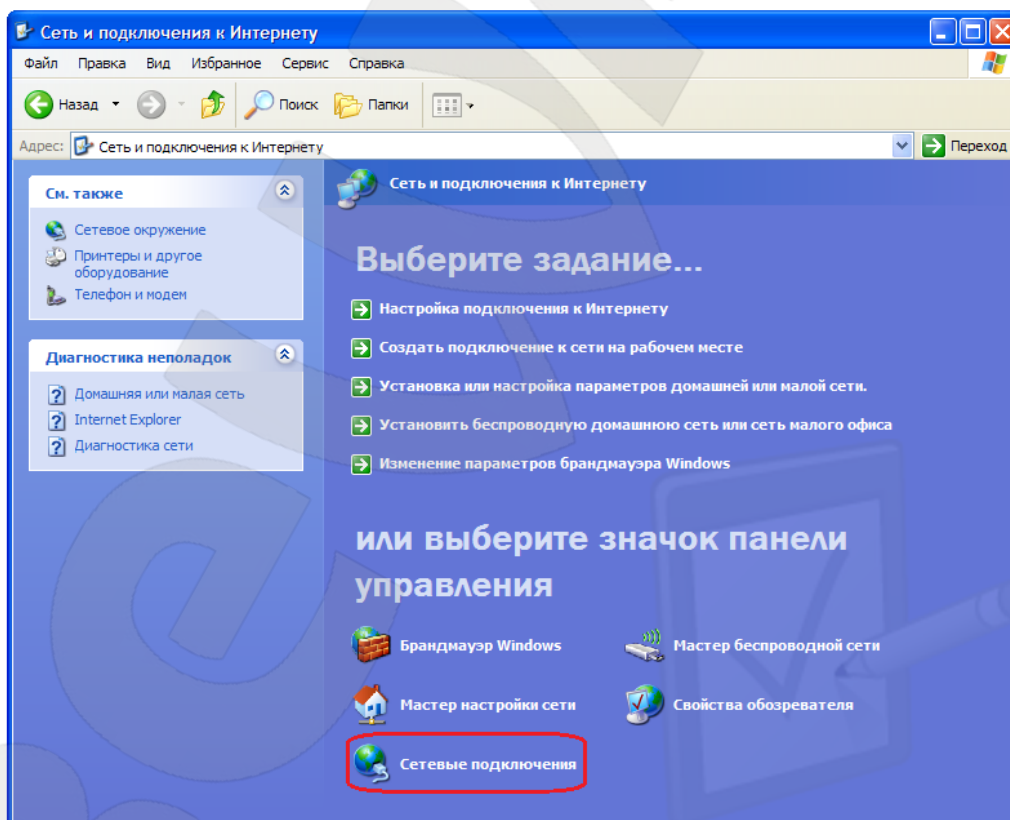 Сеть и подключения к Интернету
Файл Правка Вид Избранное Сервис Справка
Назад Поиск Папки
Адрес: Сеть и подключения к Интернету Переход
См. также
Сетевое окружение
Принтеры и другое
оборудование
Телефон и модем
Диагностика неполадок
Домашняя или малая сеть
Internet Explorer
Диагностика сети
Сеть и подключения к Интернету
Выберите задание...
Настройка подключения к Интернету
Создать подключение к сети на рабочем месте
Установка или настройка параметров домашней или малой сети.
Установить беспроводную домашнюю сеть или сеть малого офиса
Изменение параметров брандмауэра Windows
или выберите значок панели
управления
Брандмауэр Windows Мастер беспроводной сети
Мастер настройки сети Свойства обозревателя
Сетевые подключения